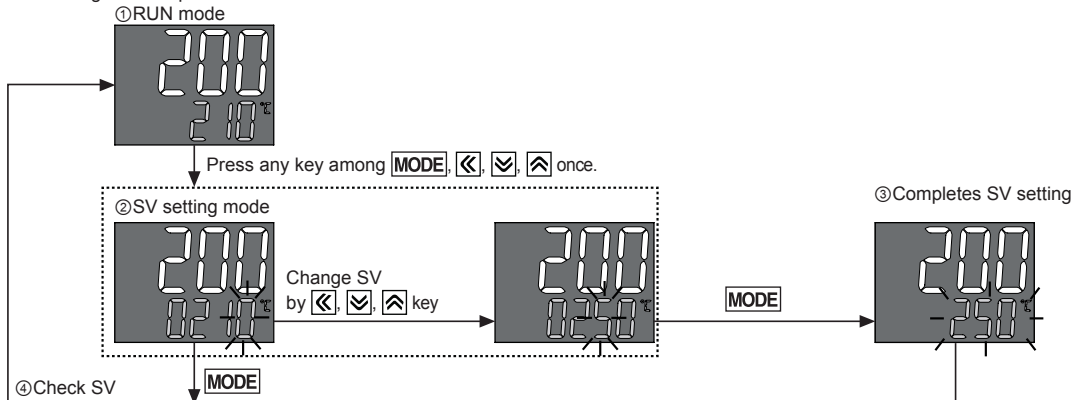 ①RUN mode
200
210 °C
Press any key among MODE, «, , once.
②SV setting mode
200
0210 °C
Change SV
by «, , key
200
0250 °C
MODE
③Completes SV setting
200
250 °C
MODE
④Check SV